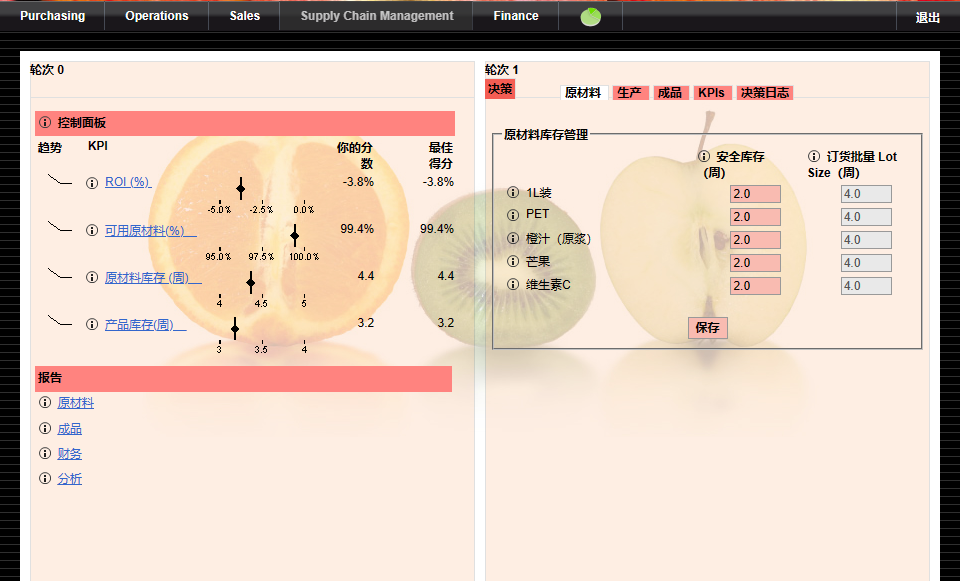 Purchasing Operations Sales Supply Chain Management Finance 退出
轮次 0
控制面板
趋势 KPI 你的分数 最佳得分
ROI (%) -3.8% -3.8%
-5.0% -2.5% 0.0%
可用原材料(%) 99.4% 99.4%
95.0% 97.5% 100.0%
原材料库存 (周) 4.4 4.4
4 4.5 5
产品库存(周) 3.2 3.2
3 3.5 4
报告
原材料
成品
财务
分析
轮次 1
决策
原材料 生产 成品 KPIs 决策日志
原材料库存管理
安全库存 (周) 订货批量 Lot Size (周)
1L装 2.0 4.0
PET 2.0 4.0
橙汁（原浆） 2.0 4.0
芒果 2.0 4.0
维生素C 2.0 4.0
保存